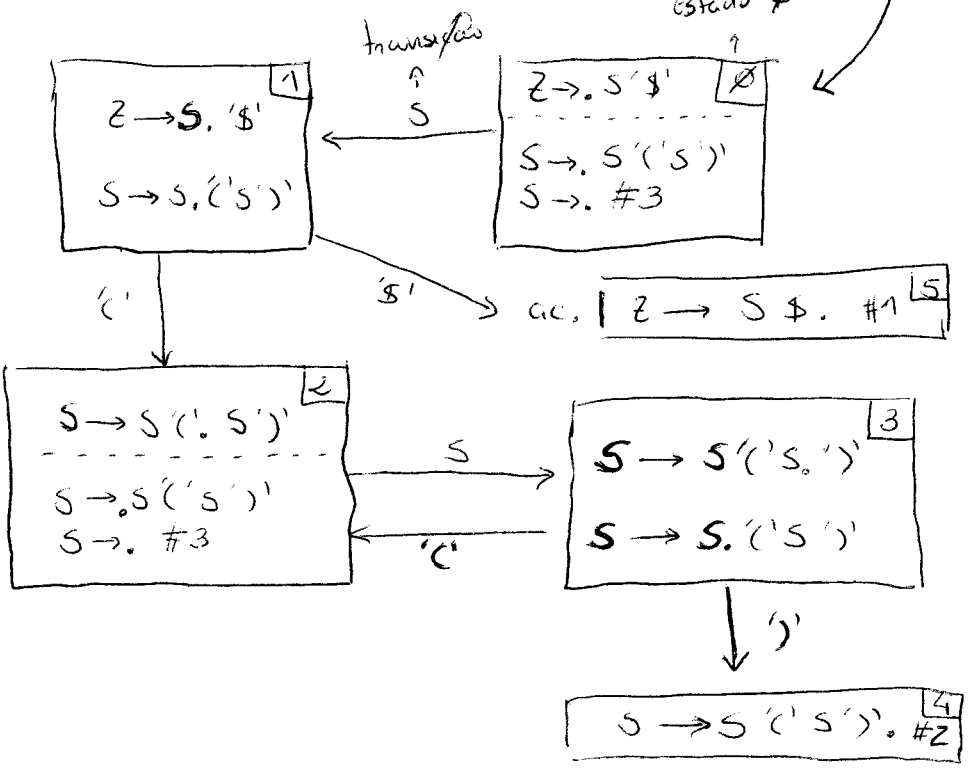 transição
estado ∅
↑
↑
1
Z → S. '$'
S → S. '(' S ')'
S
∅
Z → . S '$'
S → . S '(' S ')'
S → . #3
'('
'$'
ac.
Z → S $ . #1
5
2
S → S '(' . S ')'
S → . S '(' S ')'
S → . #3
S
'('
3
S → S '(' S . ')'
S → S. '(' S ')'
')'
4
S → S '(' S ')' . #2